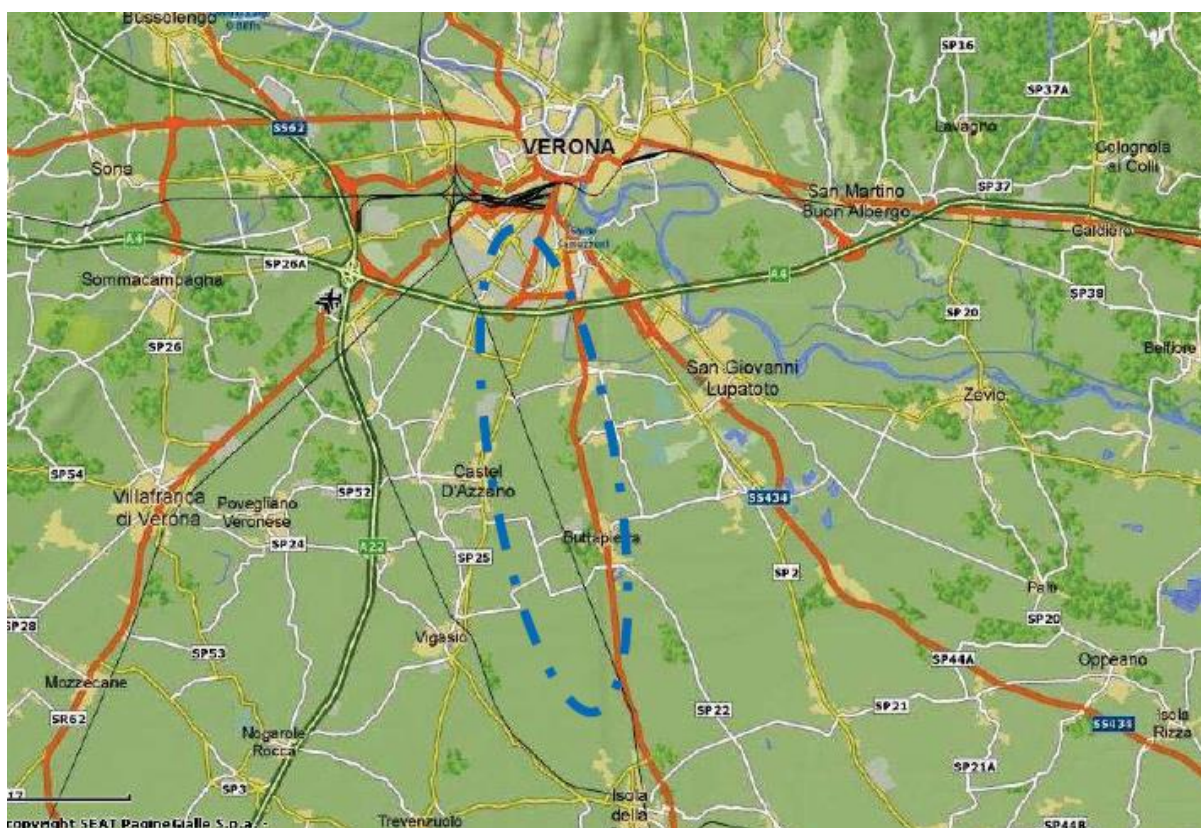 Bussolengo
SP16
SP37A
SS62
VERONA
Lavagno
Colognola
ai Colli
Sona
San Martino
Buon Albergo
SP37
Caldiero
A4
SP26A
Sommacampagna
A4
SP38
SP20
SP26
Belfiore
San Giovanni
Lupatoto
Zevio
SP54
Castel
D'Azzano
Villafranca
di Verona
SP52
Povegliano
Veronese
SS434
SP24
A22
SP25
Buttapietra
SP2
SP28
Vigasio
SP20
SP53
SP44A
Oppeano
Mozzecane
SR62
SP22
SP21
SS434
Isola
Rizza
Nogarole
Rocca
SP21A
SP3
Isola
della
Trevenzuolo
SP44B
copyright SEAT PagineGialle S.p.a. -